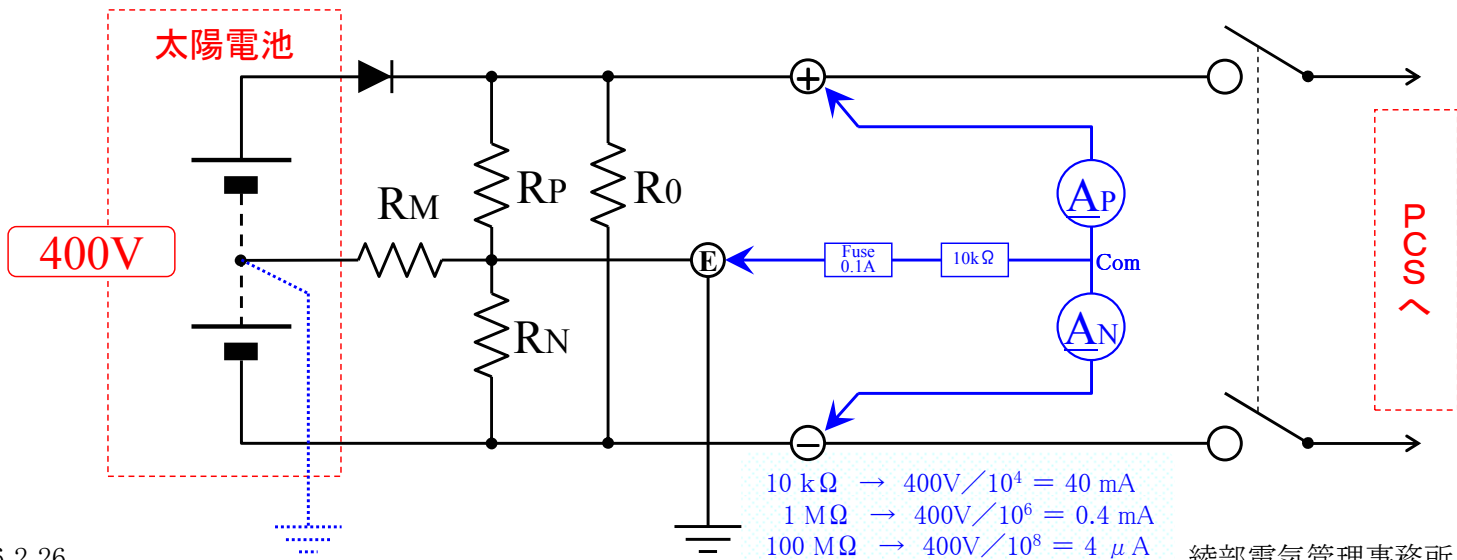 太陽電池
400V
RM
RP
R0
RN
+
E
−
AP
AN
Fuse
0.1A
10kΩ
Com
PCSへ
10 kΩ → 400V/10⁴ = 40 mA
1 MΩ → 400V/10⁶ = 0.4 mA
100 MΩ → 400V/10⁸ = 4 μA
2.26
綾部電気管理事務所